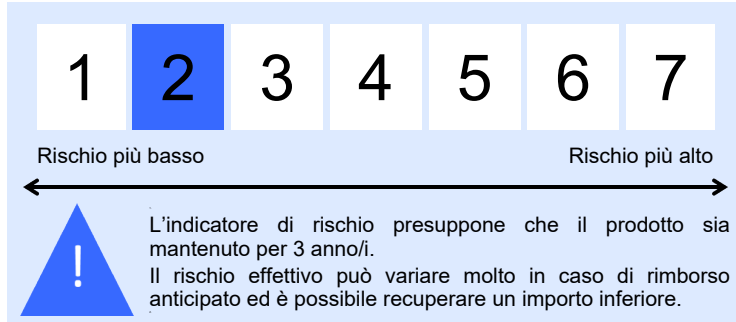 1 2 3 4 5 6 7
Rischio più basso Rischio più alto
!
L'indicatore di rischio presuppone che il prodotto sia
mantenuto per 3 anno/i.
Il rischio effettivo può variare molto in caso di rimborso
anticipato ed è possibile recuperare un importo inferiore.